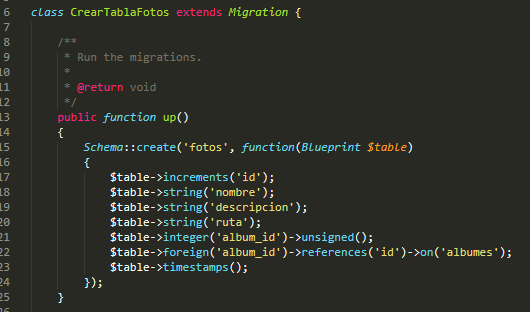 6 class CrearTablaFotos extends Migration {
7
8 /**
9 * Run the migrations.
10 *
11 * @return void
12 */
13 public function up()
14 {
15 Schema::create('fotos', function(Blueprint $table)
16 {
17 $table->increments('id');
18 $table->string('nombre');
19 $table->string('descripcion');
20 $table->string('ruta');
21 $table->integer('album_id')->unsigned();
22 $table->foreign('album_id')->references('id')->on('albumes');
23 $table->timestamps();
24 });
25 }